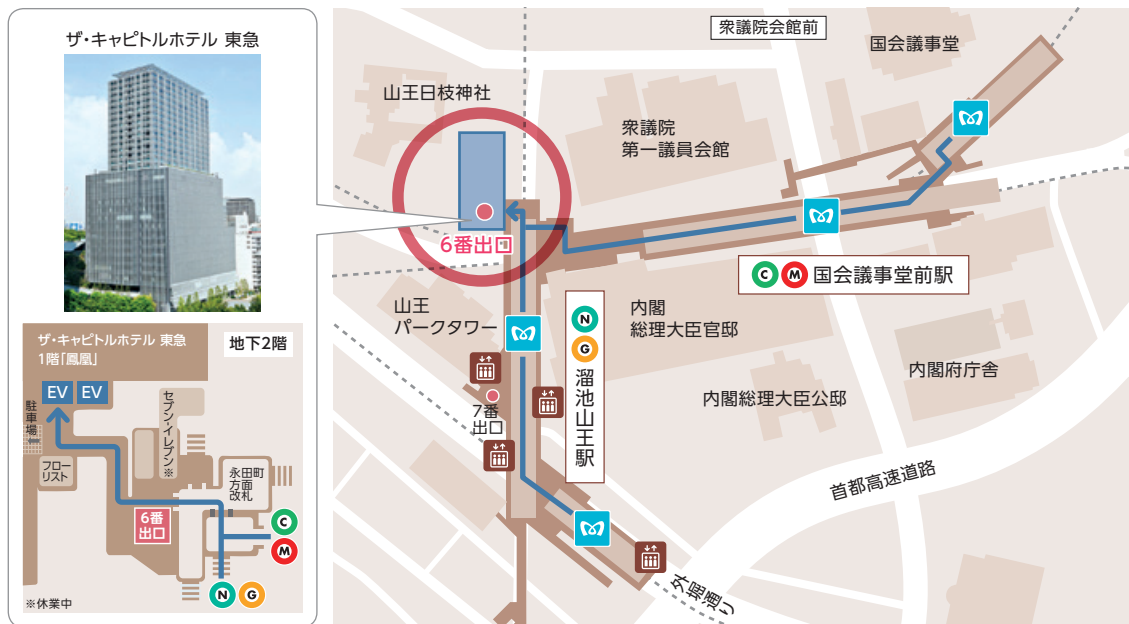 ザ・キャピトルホテル 東急
ザ・キャピトルホテル 東急
1階「鳳凰」
地下2階
EV
EV
駐車場
セブン-イレブン※
フロー
リスト
永田町
方面
改札
6番
出口
C
M
N
G
※休業中
衆議院会館前
国会議事堂
山王日枝神社
衆議院
第一議員会館
6番出口
C M 国会議事堂前駅
山王
パークタワー
N
G
溜池山王駅
内閣
総理大臣官邸
内閣府庁舎
7番
出口
内閣総理大臣公邸
首都高速道路
外堀通り